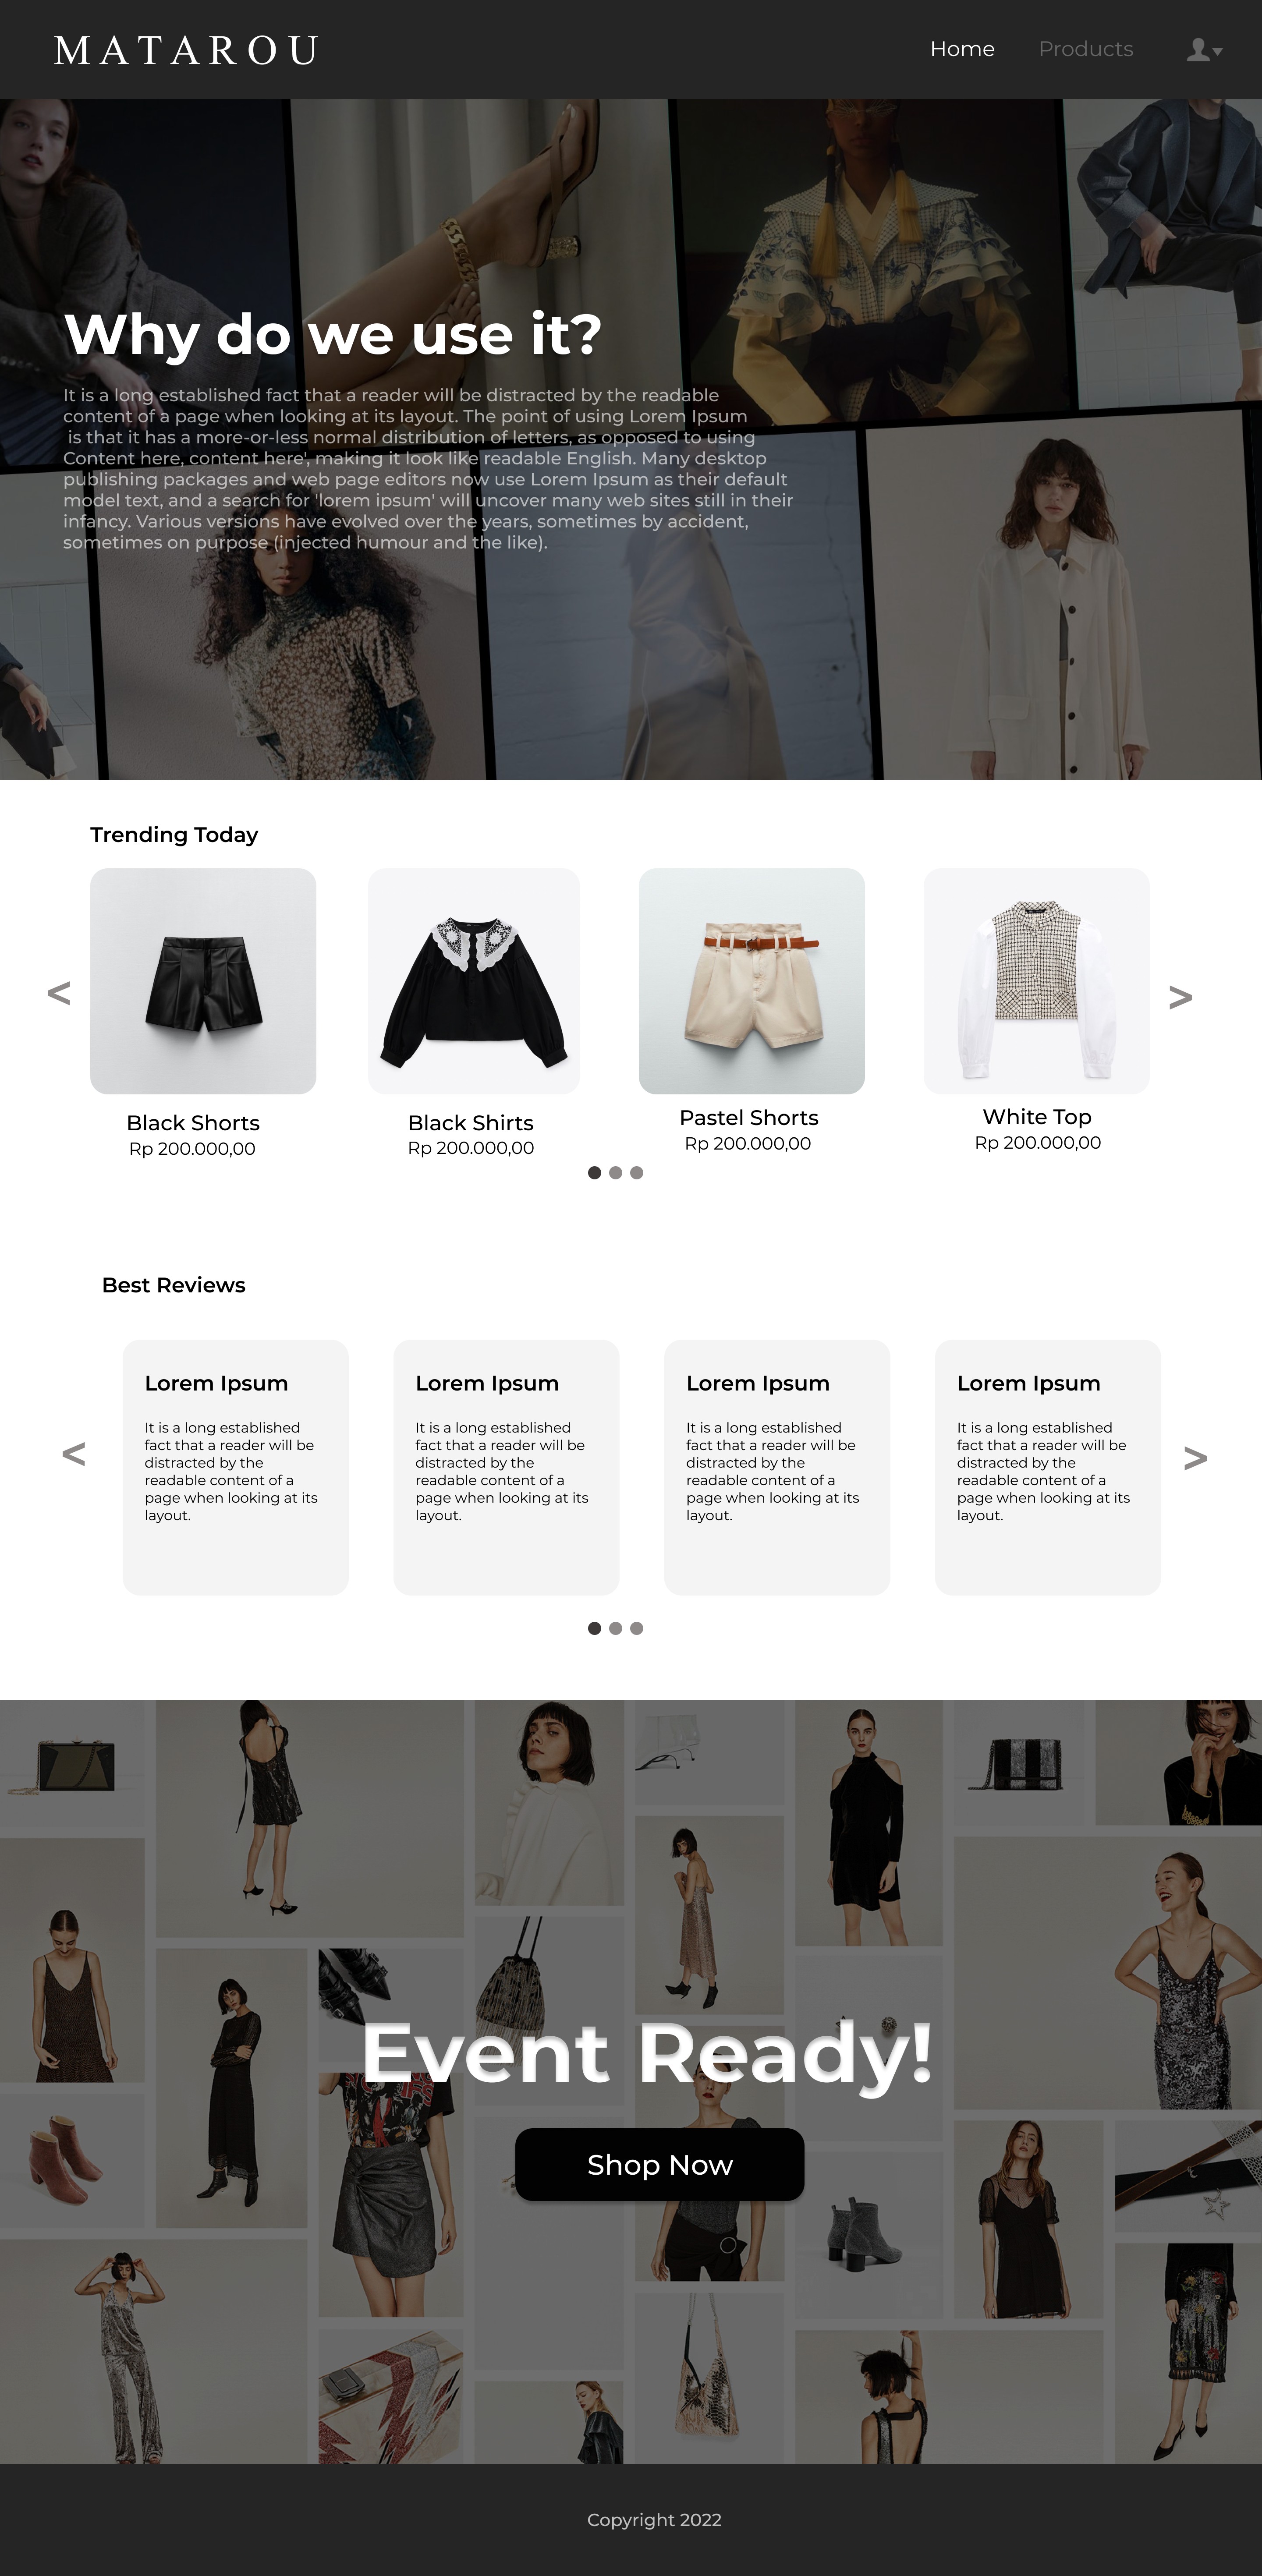 MATAROU
Home
Products
Why do we use it?
It is a long established fact that a reader will be distracted by the readable
content of a page when looking at its layout. The point of using Lorem Ipsum
is that it has a more-or-less normal distribution of letters, as opposed to using
Content here, content here', making it look like readable English. Many desktop
publishing packages and web page editors now use Lorem Ipsum as their default
model text, and a search for 'lorem ipsum' will uncover many web sites still in their
infancy. Various versions have evolved over the years, sometimes by accident,
sometimes on purpose (injected humour and the like).
Trending Today
<
>
Black Shorts
Rp 200.000,00
Black Shirts
Rp 200.000,00
Pastel Shorts
Rp 200.000,00
White Top
Rp 200.000,00
Best Reviews
<
Lorem Ipsum
It is a long established
fact that a reader will be
distracted by the
readable content of a
page when looking at its
layout.
Lorem Ipsum
It is a long established
fact that a reader will be
distracted by the
readable content of a
page when looking at its
layout.
Lorem Ipsum
It is a long established
fact that a reader will be
distracted by the
readable content of a
page when looking at its
layout.
Lorem Ipsum
It is a long established
fact that a reader will be
distracted by the
readable content of a
page when looking at its
layout.
>
Event Ready!
Shop Now
Copyright 2022